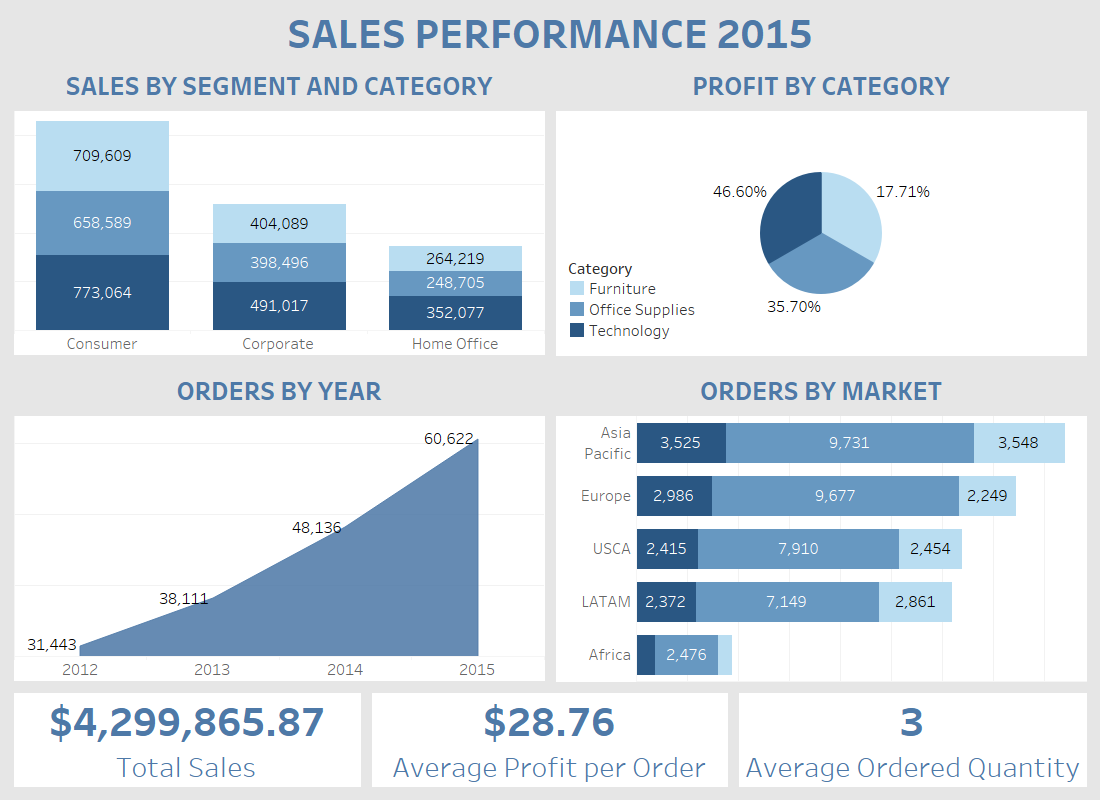 SALES PERFORMANCE 2015
SALES BY SEGMENT AND CATEGORY
709,609
658,589
773,064
404,089
398,496
491,017
264,219
248,705
352,077
Consumer
Corporate
Home Office
PROFIT BY CATEGORY
46.60%
17.71%
35.70%
Category
Furniture
Office Supplies
Technology
ORDERS BY YEAR
60,622
48,136
38,111
31,443
2012
2013
2014
2015
ORDERS BY MARKET
Asia
Pacific
3,525
9,731
3,548
Europe
2,986
9,677
2,249
USCA
2,415
7,910
2,454
LATAM
2,372
7,149
2,861
Africa
2,476
$4,299,865.87
Total Sales
$28.76
Average Profit per Order
3
Average Ordered Quantity